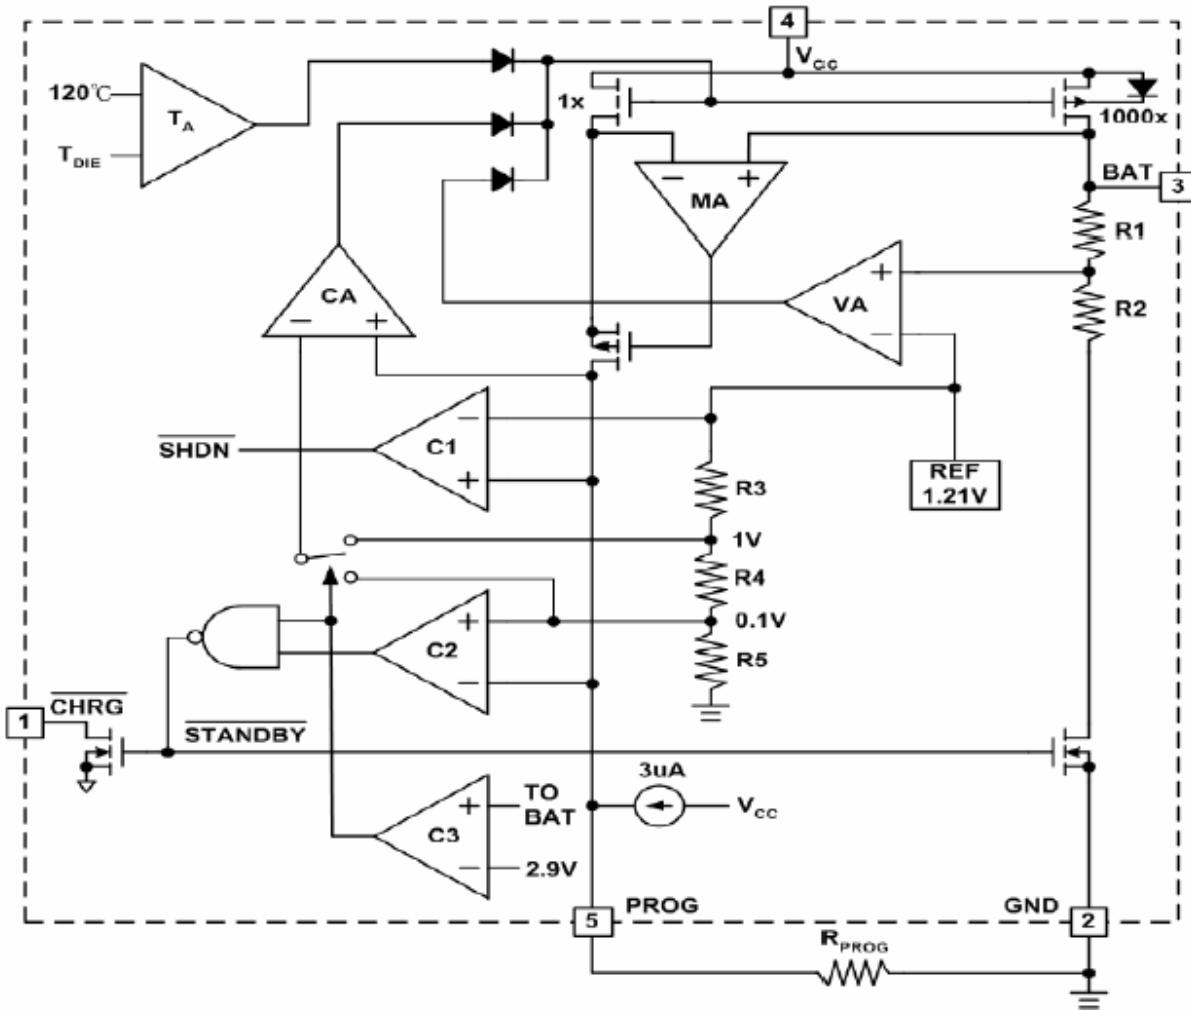 4
VCC
120℃
TA
TDIE
1x
1000x
− +
MA
BAT
3
R1
+
VA
−
R2
CA
− +
SHDN
−
C1
+
REF
1.21V
R3
1V
R4
0.1V
R5
+
C2
−
1
CHRG
STANDBY
3uA
VCC
+
C3
−
TO
BAT
2.9V
5
PROG
GND
2
RPROG